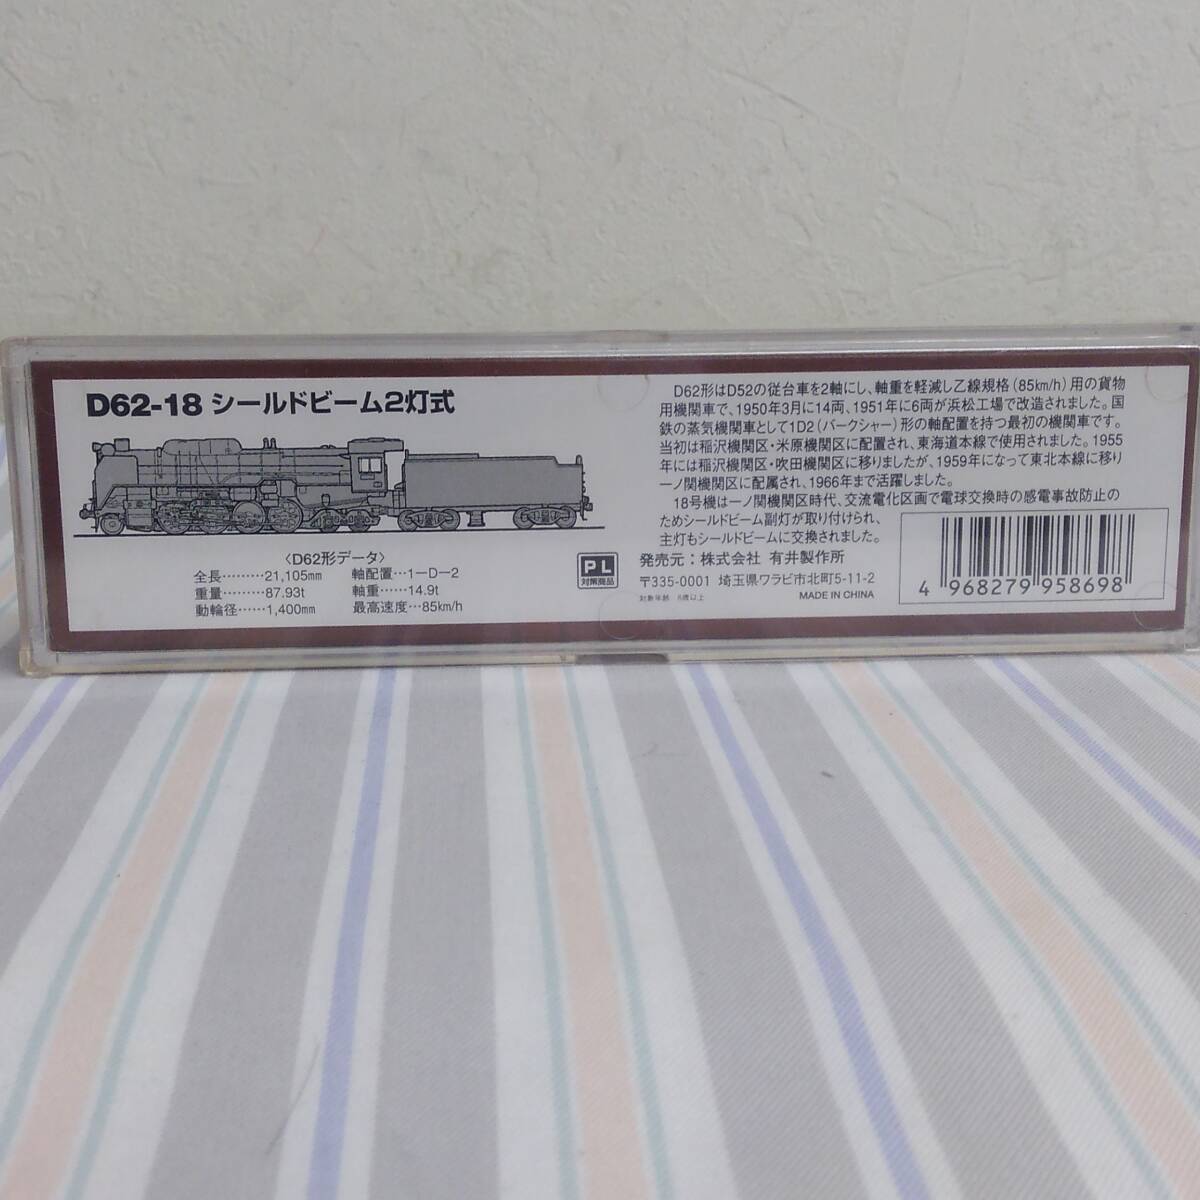 D62-18 シールドビーム2灯式
〈D62形データ〉
全長………21,105mm 軸配置…1ーDー2
重量………87.93t 軸重……14.9t
動輪径……1,400mm 最高速度…85km/h
D62形はD52の従台車を2軸にし、軸重を軽減し乙線規格(85km/h)用の貨物
用機関車で、1950年3月に14両、1951年に6両が浜松工場で改造されました。国
鉄の蒸気機関車として1D2(バークシャー)形の軸配置を持つ最初の機関車です。
当初は稲沢機関区・米原機関区に配置され、東海道本線で使用されました。1955
年には稲沢機関区・吹田機関区に移りましたが、1959年になって東北本線に移り
一ノ関機関区に配属され、1966年まで活躍しました。
18号機は一ノ関機関区時代、交流電化区画で電球交換時の感電事故防止の
ためシールドビーム副灯が取り付けられ、
主灯もシールドビームに交換されました。
PL
対策商品
発売元:株式会社 有井製作所
〒335-0001 埼玉県ワラビ市北町5-11-2
対象年齢 8歳以上 MADE IN CHINA
4 968279 958698